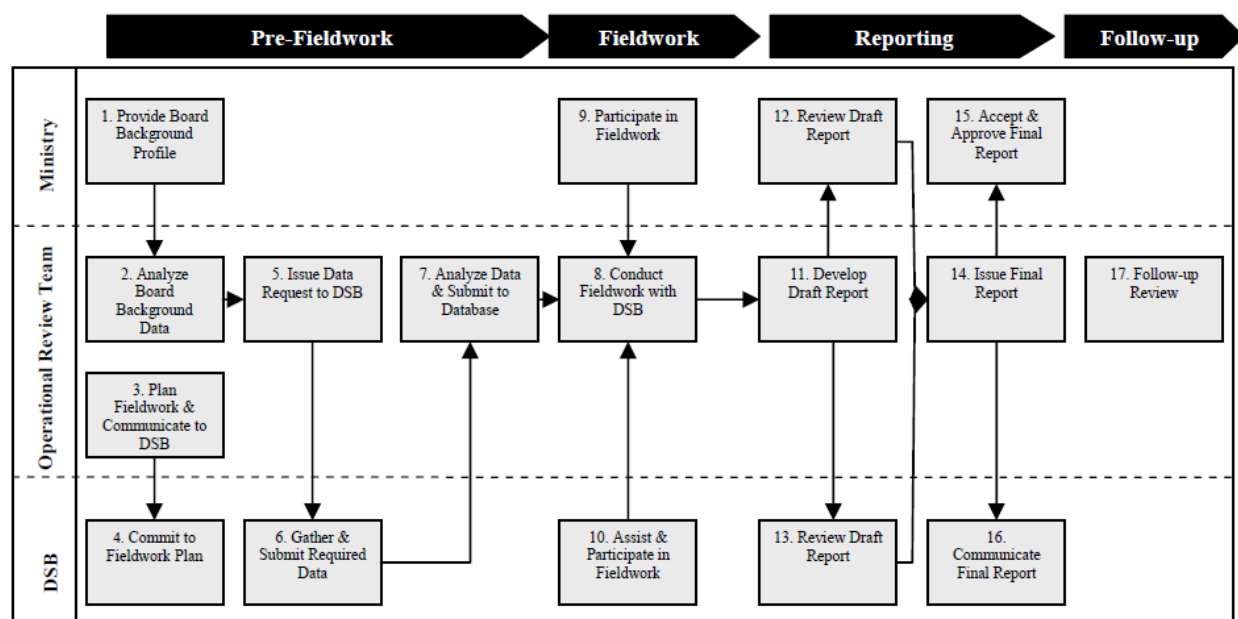 Pre-Fieldwork
Fieldwork
Reporting
Follow-up
Ministry
1. Provide Board
Background
Profile
9. Participate in
Fieldwork
12. Review Draft
Report
15. Accept &
Approve Final
Report
Operational Review Team
2. Analyze
Board
Background
Data
5. Issue Data
Request to DSB
7. Analyze Data
& Submit to
Database
8. Conduct
Fieldwork with
DSB
11. Develop
Draft Report
14. Issue Final
Report
17. Follow-up
Review
3. Plan
Fieldwork &
Communicate to
DSB
DSB
4. Commit to
Fieldwork Plan
6. Gather &
Submit Required
Data
10. Assist &
Participate in
Fieldwork
13. Review Draft
Report
16.
Communicate
Final Report